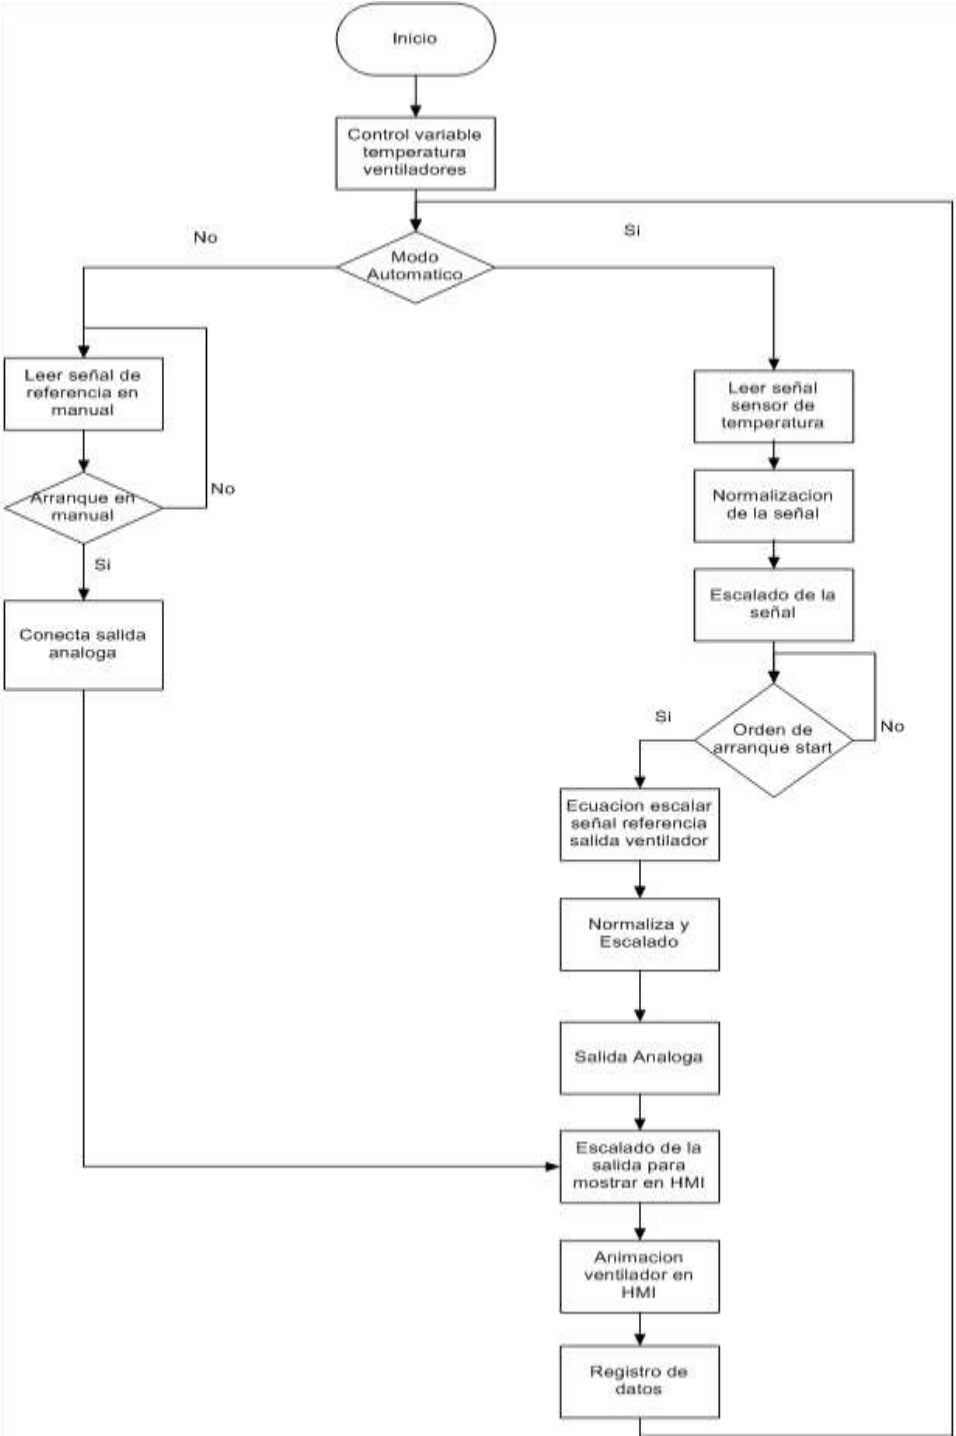 Inicio
Control variable
temperatura
ventiladores
No
Si
Modo
Automatico
Leer señal de
referencia en
manual
Arranque en
manual
No
Si
Conecta salida
analoga
Leer señal
sensor de
temperatura
Normalizacion
de la señal
Escalado de la
señal
Orden de
arranque start
Si
No
Ecuacion escalar
señal referencia
salida ventilador
Normaliza y
Escalado
Salida Analoga
Escalado de la
salida para
mostrar en HMI
Animacion
ventilador en
HMI
Registro de
datos